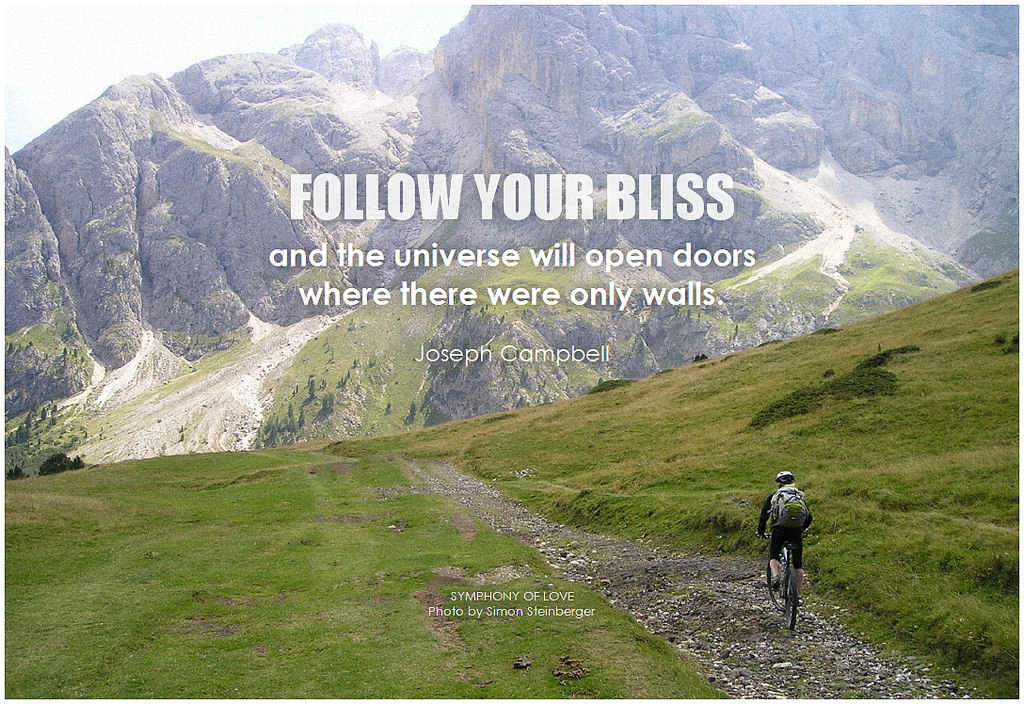 FOLLOW YOUR BLISS
and the universe will open doors
where there were only walls.
Joseph Campbell
SYMPHONY OF LOVE
Photo by Simon Steinberger